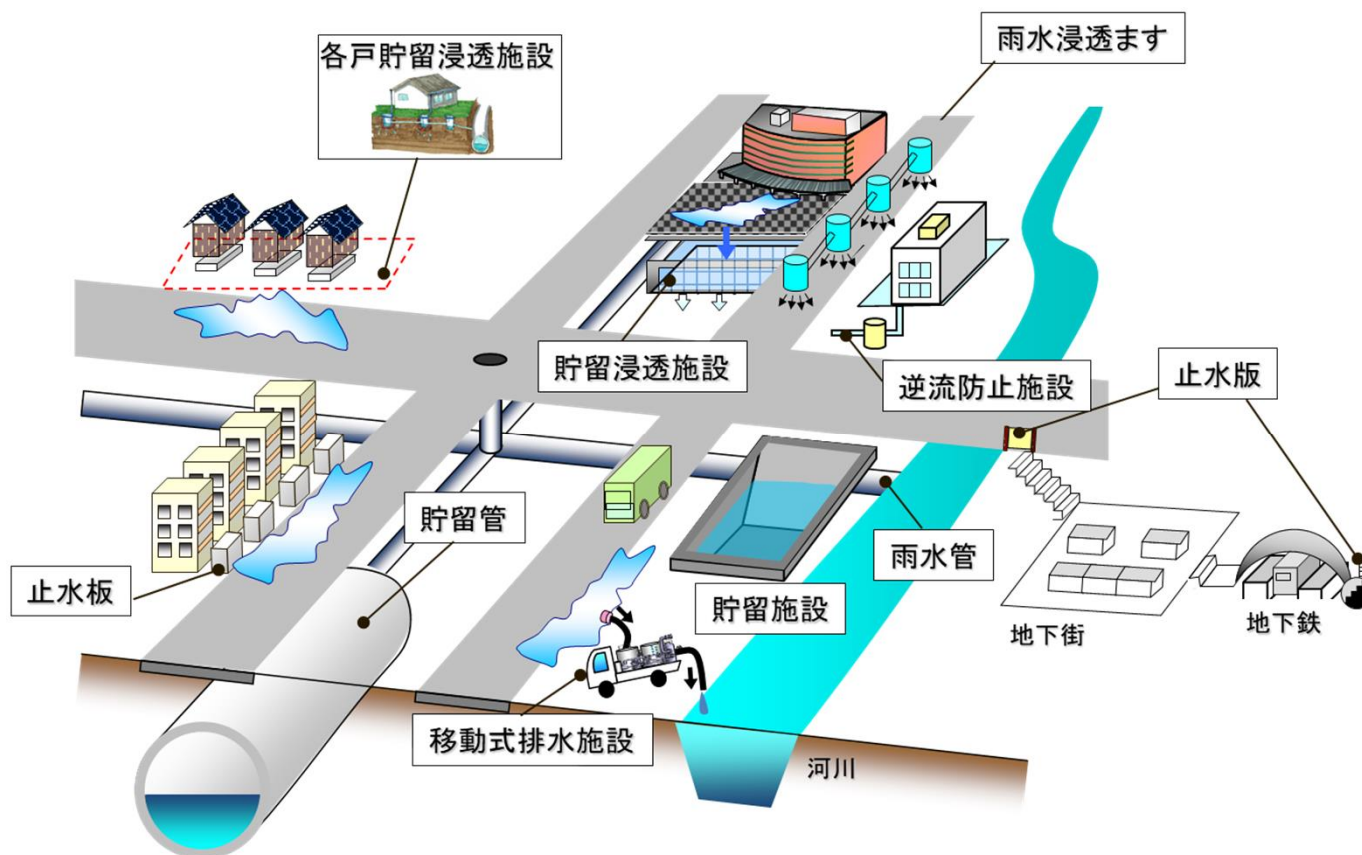 各戸貯留浸透施設
雨水浸透ます
貯留浸透施設
逆流防止施設
止水版
貯留管
雨水管
止水板
貯留施設
地下街
地下鉄
移動式排水施設
河川